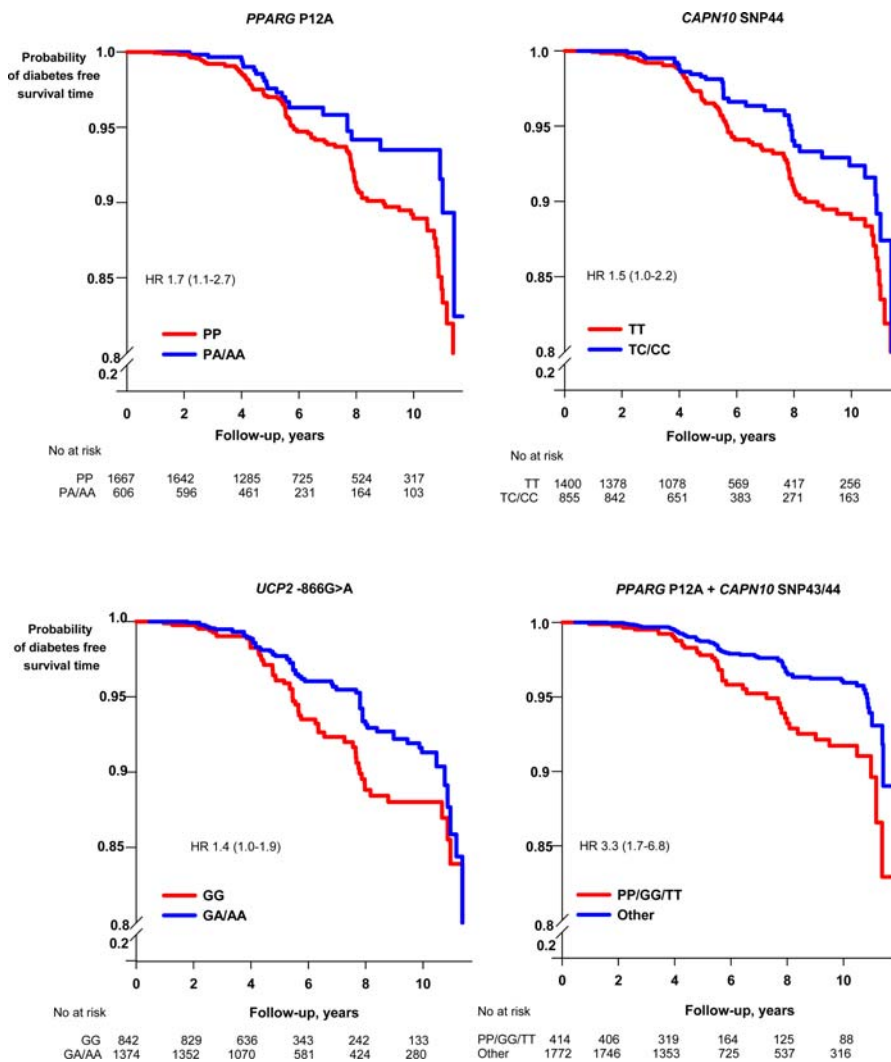 PPARG P12A
Probability
of diabetes free
survival time
1.0
0.95
0.9
0.85
0.8
0.2
HR 1.7 (1.1-2.7)
PP
PA/AA
0 2 4 6 8 10
Follow-up, years
No at risk
PP 1667 1642 1285 725 524 317
PA/AA 606 596 461 231 164 103
CAPN10 SNP44
1.0
0.95
0.9
0.85
0.8
0.2
HR 1.5 (1.0-2.2)
TT
TC/CC
0 2 4 6 8 10
Follow-up, years
No at risk
TT 1400 1378 1078 569 417 256
TC/CC 855 842 651 383 271 163
UCP2 -866G>A
Probability
of diabetes free
survival time
1.0
0.95
0.9
0.85
0.8
0.2
HR 1.4 (1.0-1.9)
GG
GA/AA
0 2 4 6 8 10
No at risk Follow-up, years
GG 842 829 636 343 242 133
GA/AA 1374 1352 1070 581 424 280
PPARG P12A + CAPN10 SNP43/44
1.0
0.95
0.9
0.85
0.8
0.2
HR 3.3 (1.7-6.8)
PP/GG/TT
Other
0 2 4 6 8 10
No at risk Follow-up, years
PP/GG/TT 414 406 319 164 125 88
Other 1772 1746 1353 725 537 316